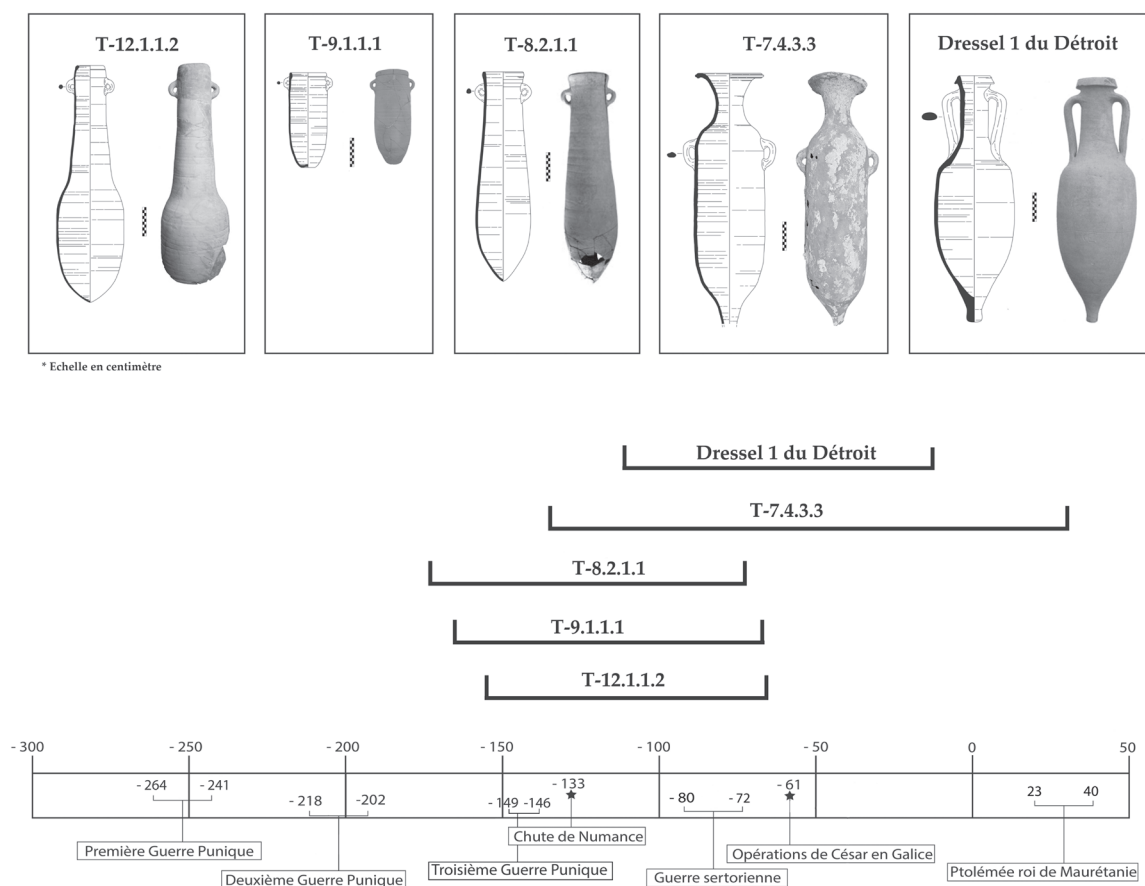 T-12.1.1.2
T-9.1.1.1
T-8.2.1.1
T-7.4.3.3
Dressel 1 du Détroit
* Echelle en centimètre
Dressel 1 du Détroit
T-7.4.3.3
T-8.2.1.1
T-9.1.1.1
T-12.1.1.2
- 300 - 250 - 200 - 150 - 100 - 50 0 50
- 264 - 241 - 218 - 202 - 149 -146 - 133 - 80 - 72 - 61 23 40
Première Guerre Punique
Deuxième Guerre Punique
Troisième Guerre Punique
Chute de Numance
Guerre sertorienne
Opérations de César en Galice
Ptolémée roi de Maurétanie